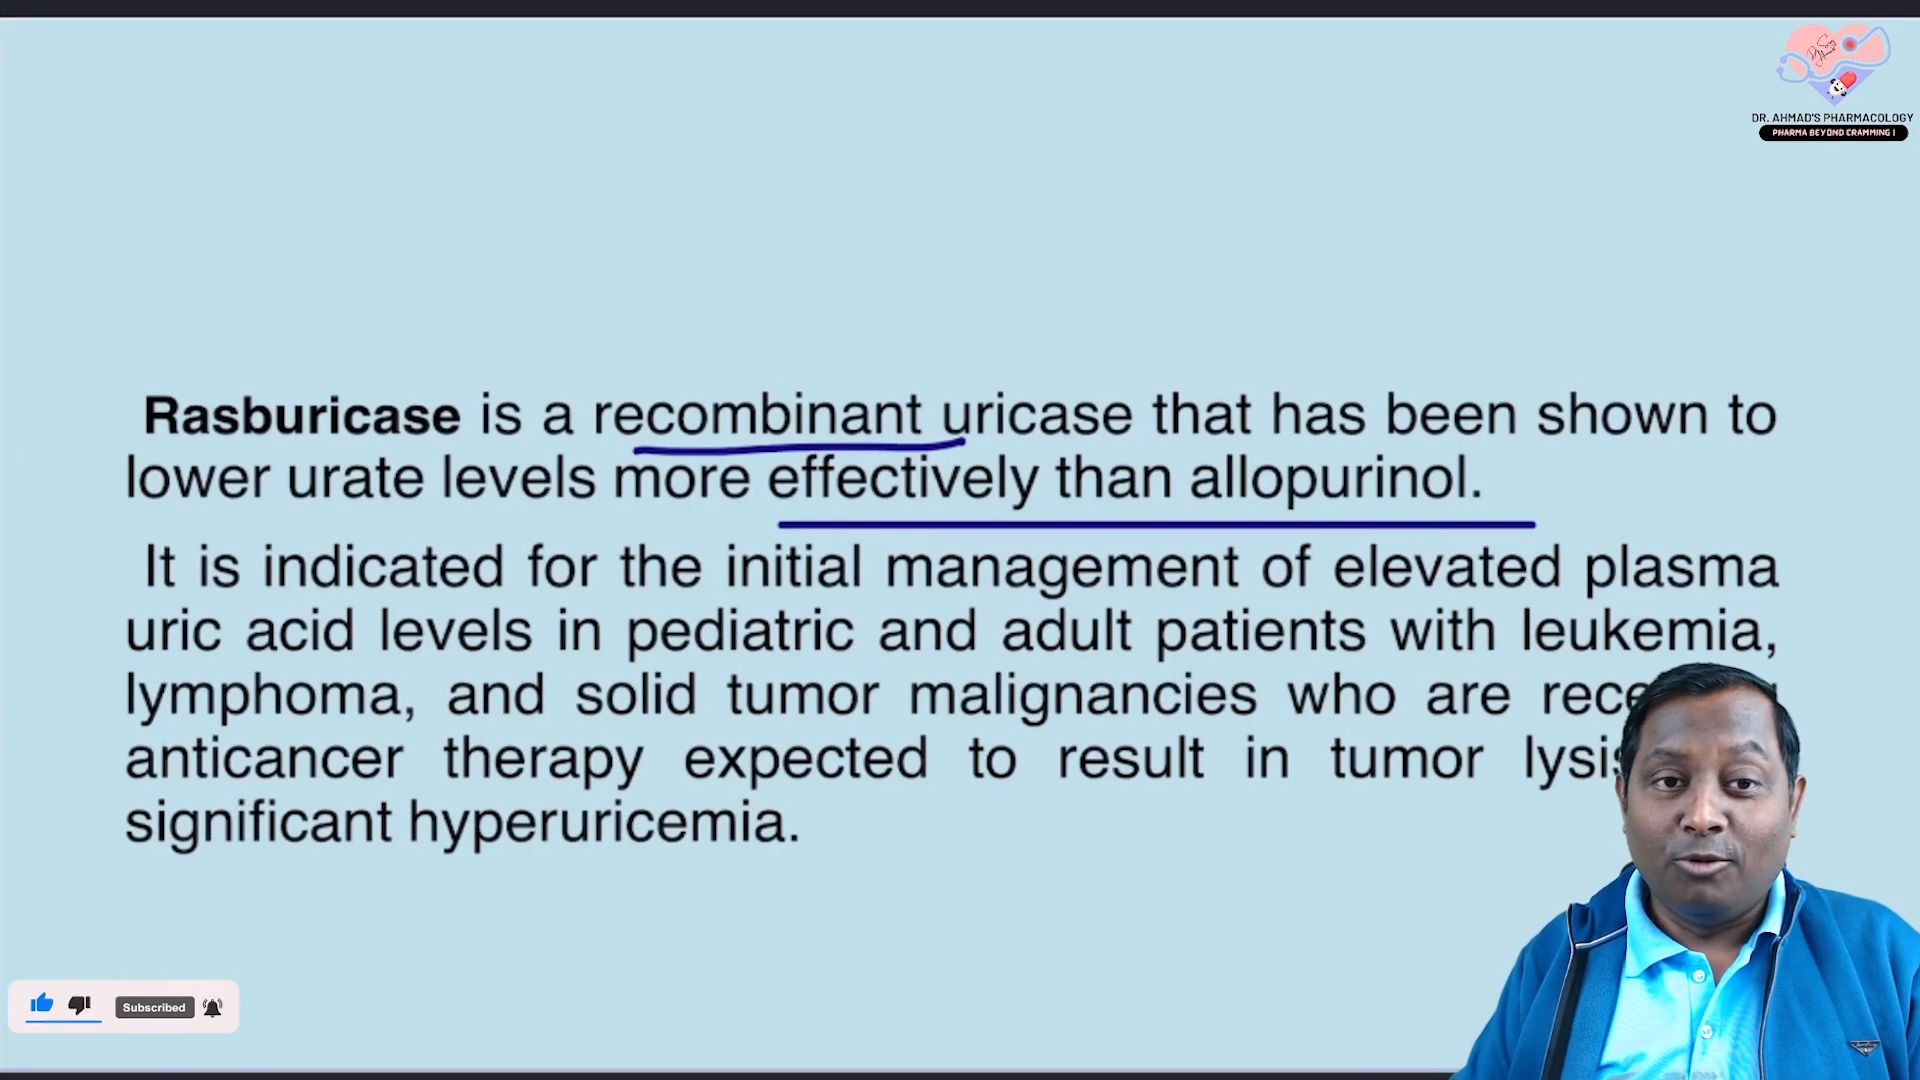 DR. AHMAD'S PHARMACOLOGY
PHARMA BEYOND CRAMMING !
Rasburicase is a recombinant uricase that has been shown to
lower urate levels more effectively than allopurinol.
It is indicated for the initial management of elevated plasma
uric acid levels in pediatric and adult patients with leukemia,
lymphoma, and solid tumor malignancies who are
anticancer therapy expected to result in tumor
significant hyperuricemia.
Subscribed